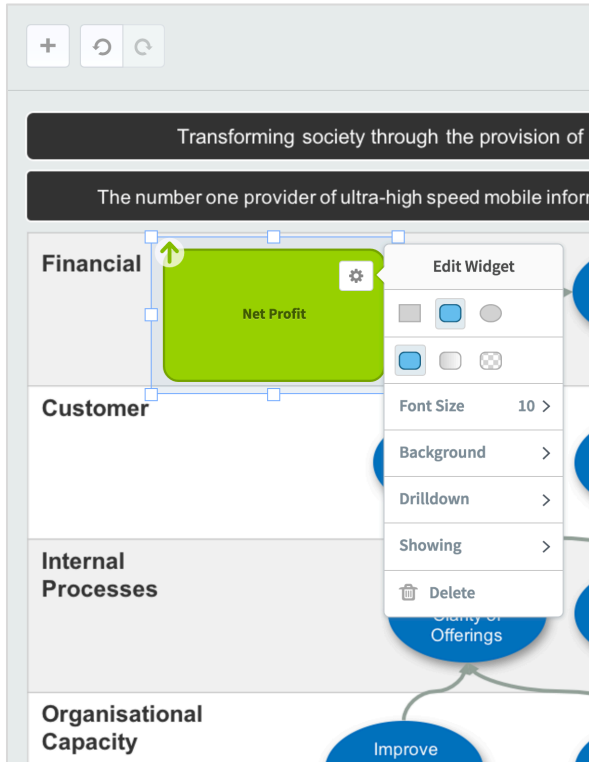 Transforming society through the provision of
The number one provider of ultra-high speed mobile
Financial
Net Profit
Edit Widget
Font Size 10
Background
Drilldown
Showing
Delete
Customer
Internal
Processes
Clarity of
Offerings
Organisational
Capacity
Improve